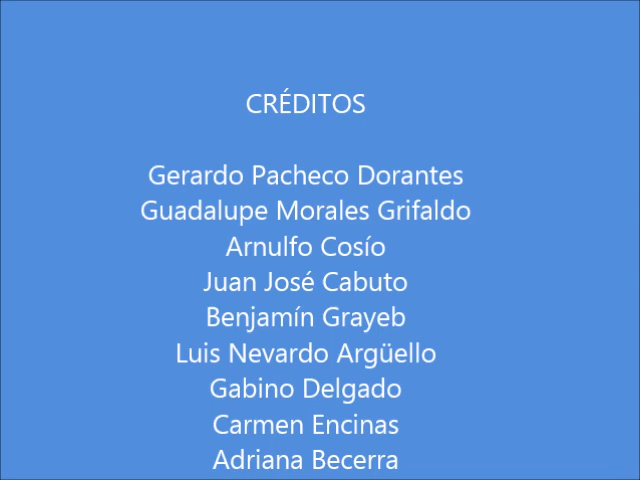 CRÉDITOS
Gerardo Pacheco Dorantes
Guadalupe Morales Grifaldo
Arnulfo Cosío
Juan José Cabuto
Benjamín Grayeb
Luis Nevardo Argüello
Gabino Delgado
Carmen Encinas
Adriana Becerra